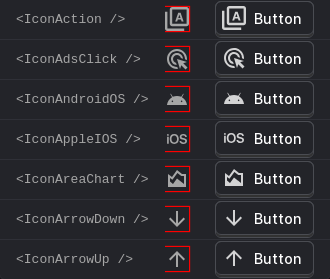 <IconAction /> A A Button
<IconAdsClick /> Button
<IconAndroidOS /> Button
<IconAppleIOS /> iOS iOS Button
<IconAreaChart /> Button
<IconArrowDown /> Button
<IconArrowUp /> Button